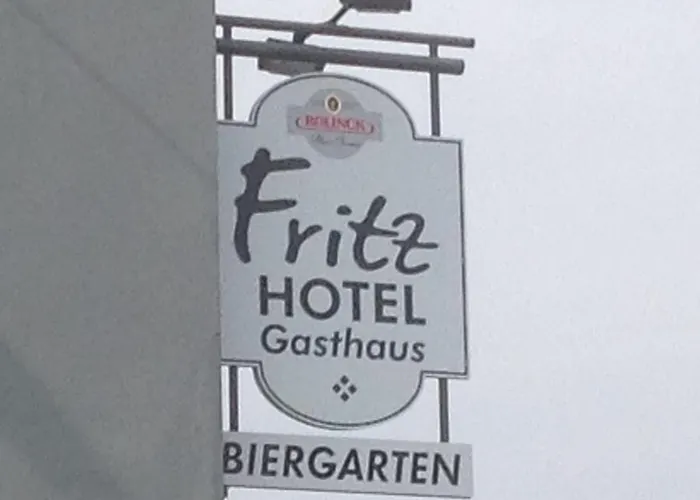 ROLINCK
Fritz
HOTEL
Gasthaus
BIERGARTEN